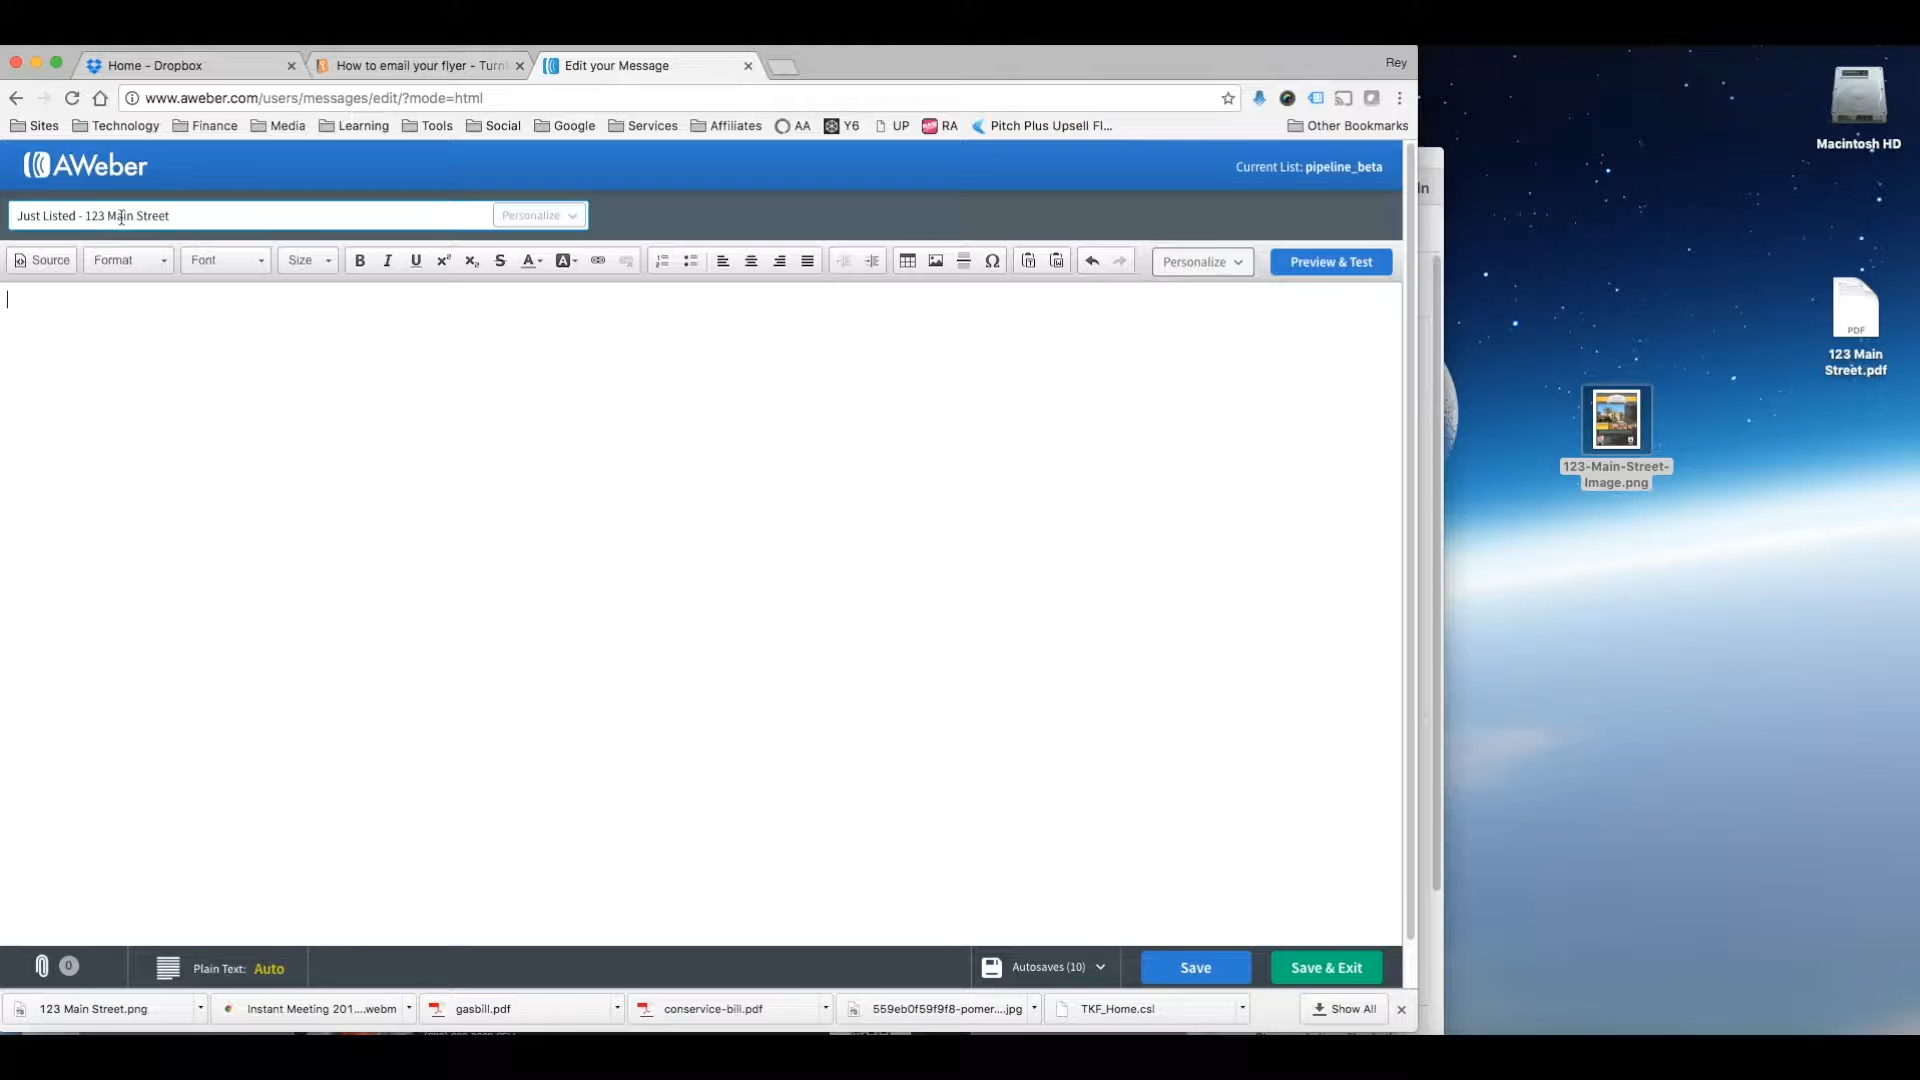 Home - Dropbox
How to email your flyer - Turn
Edit your Message
Rey
www.aweber.com/users/messages/edit/?mode=html
Sites
Technology
Finance
Media
Learning
Tools
Social
Google
Services
Affiliates
AA
Y6
UP
RA
Pitch Plus Upsell Fl...
Other Bookmarks
AWeber
Current List: pipeline_beta
Just Listed - 123 Main Street
Personalize
Source
Format
Font
Size
Personalize
Preview & Test
Macintosh HD
PDF
123 Main
Street.pdf
123-Main-Street-
Image.png
0
Plain Text: Auto
Autosaves (10)
Save
Save & Exit
123 Main Street.png
Instant Meeting 201....webm
gasbill.pdf
conservice-bill.pdf
559eb0f59f9f8-pomer....jpg
TKF_Home.csl
Show All